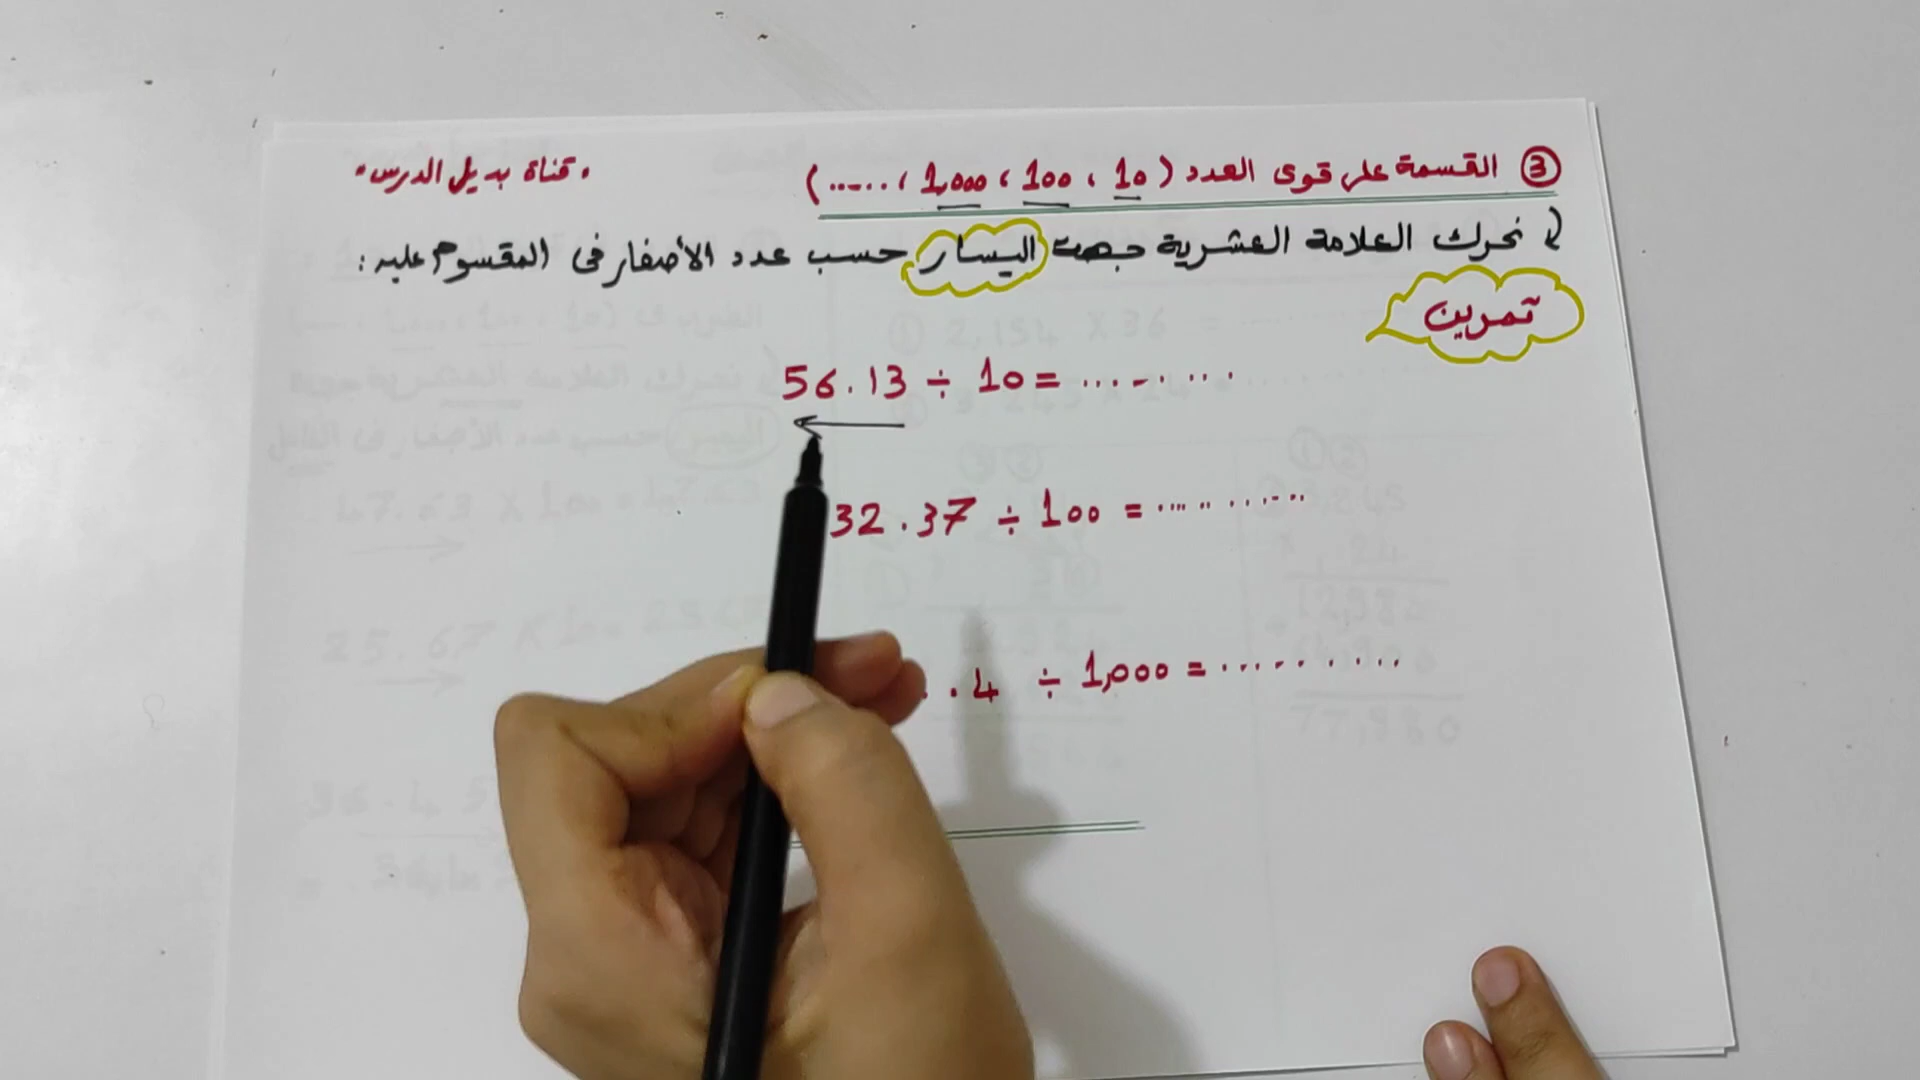 ③ القسمة على قوى العدد (10، 100، 1,000، ......)
• قناة بديل الدرس •
نحرك العلامة العشرية جهة اليسار حسب عدد الأصفار فى المقسوم عليه :
تمرين
56.13 ÷ 10 = ........
32.37 ÷ 100 = ..........
.4 ÷ 1,000 = ..........